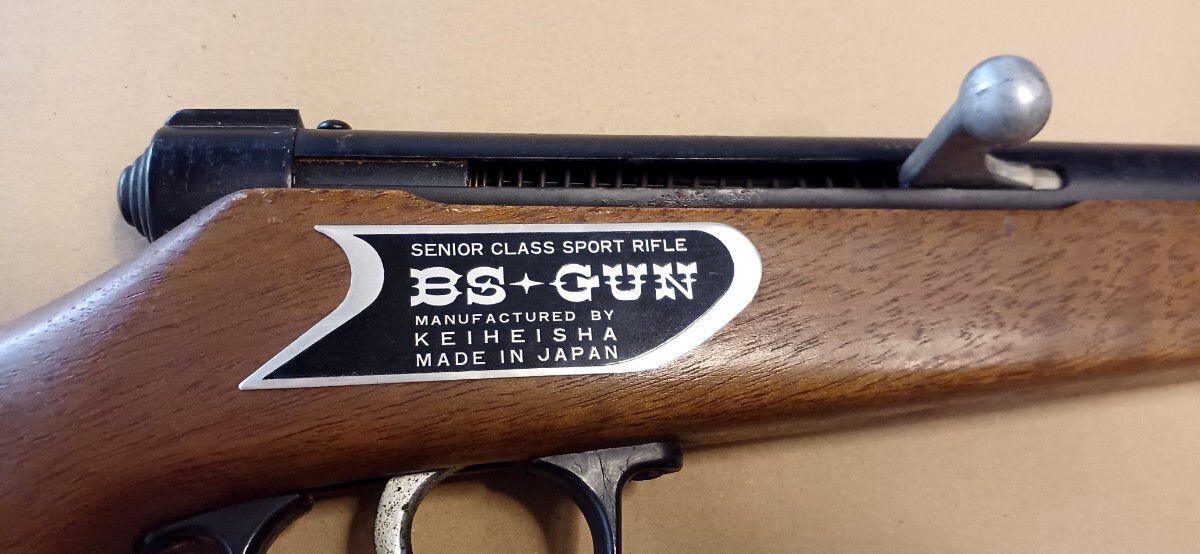 SENIOR CLASS SPORT RIFLE
BS✦GUN
MANUFACTURED BY
KEIHEISHA
MADE IN JAPAN